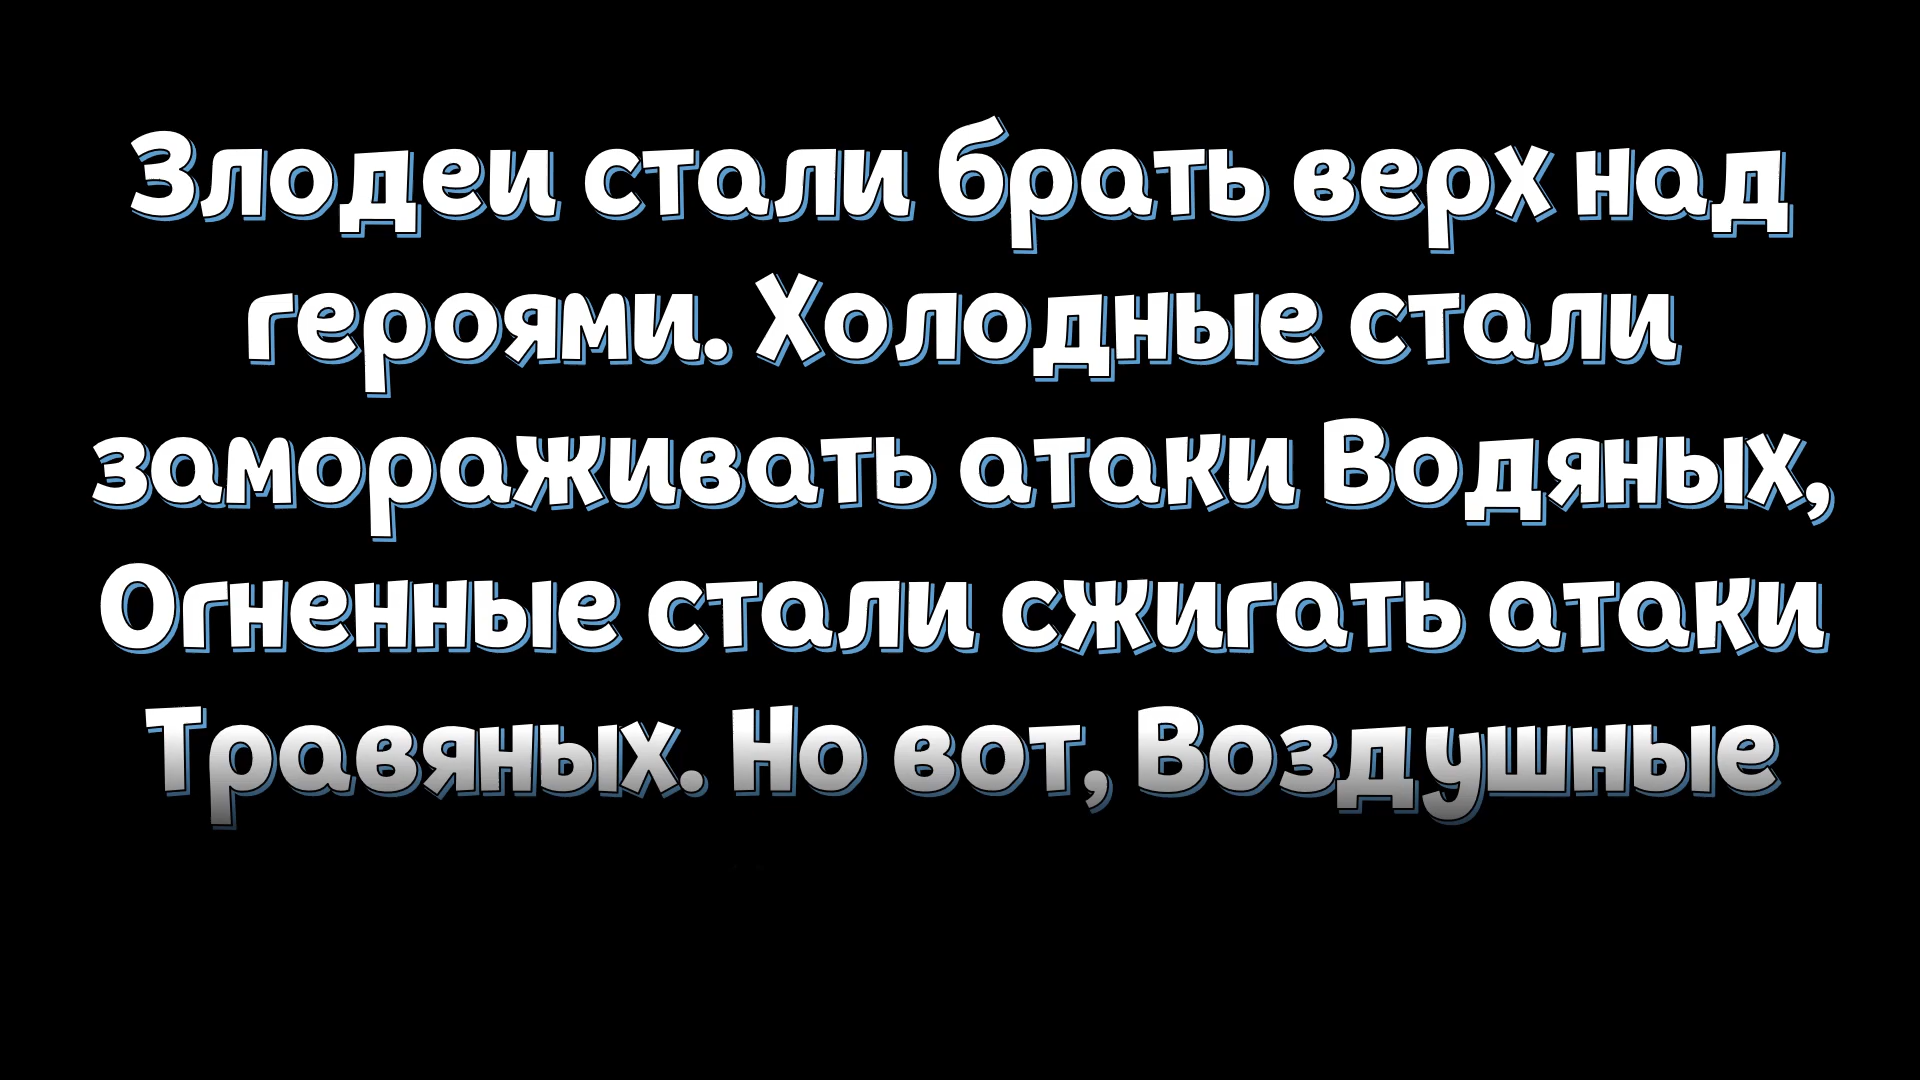 Злодеи стали брать верх над
героями. Холодные стали
замораживать атаки Водяных,
Огненные стали сжигать атаки
Травяных. Но вот, Воздушные